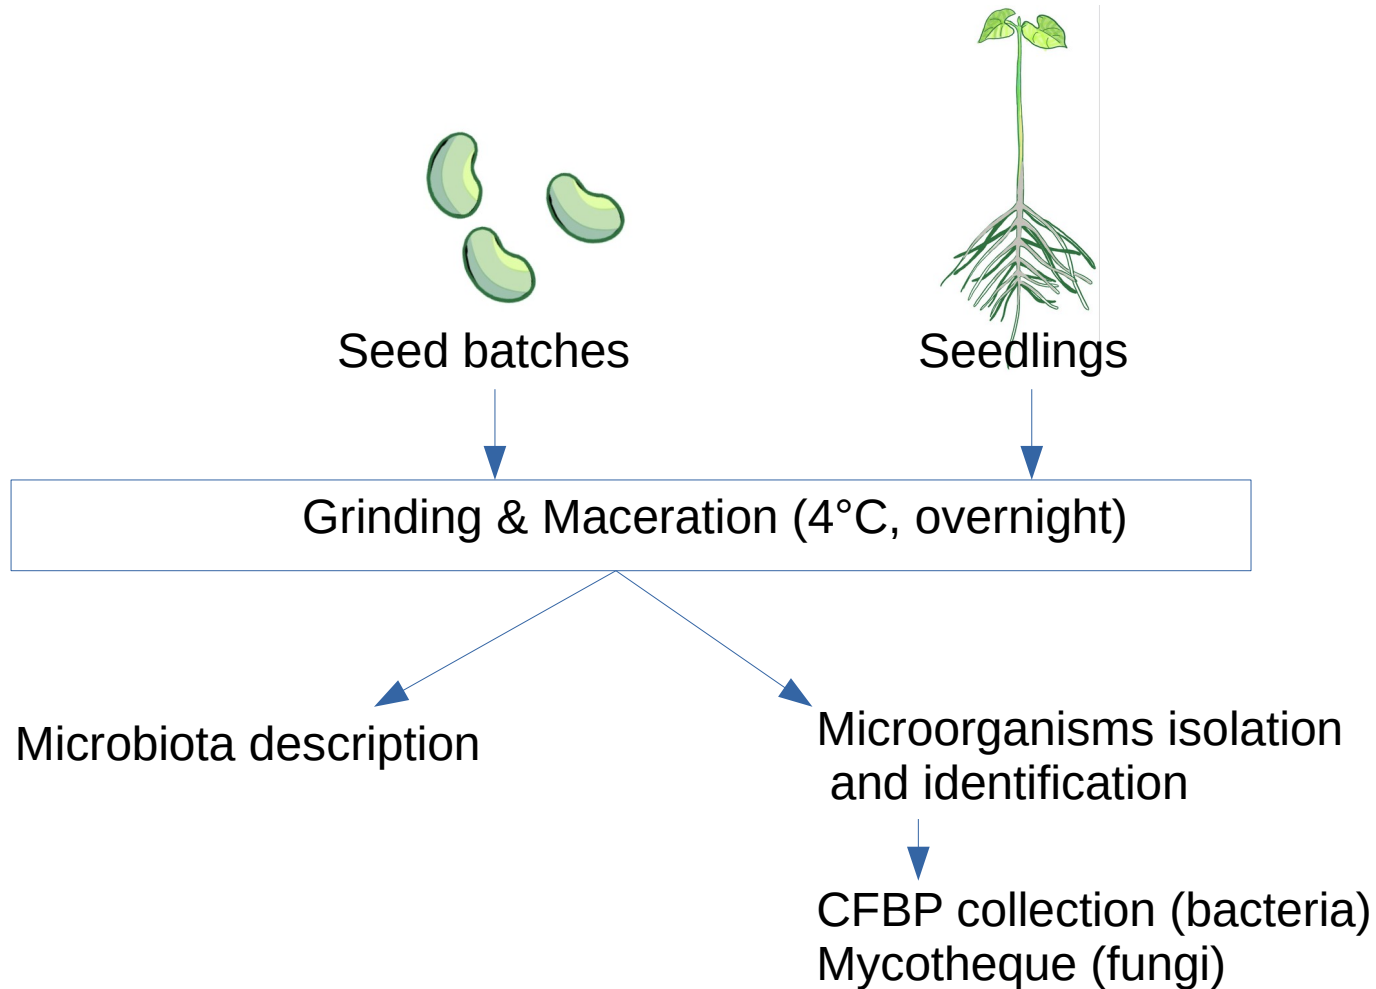 Seed batches
Seedlings
Grinding & Maceration (4°C, overnight)
Microbiota description
Microorganisms isolation
and identification
CFBP collection (bacteria)
Mycotheque (fungi)